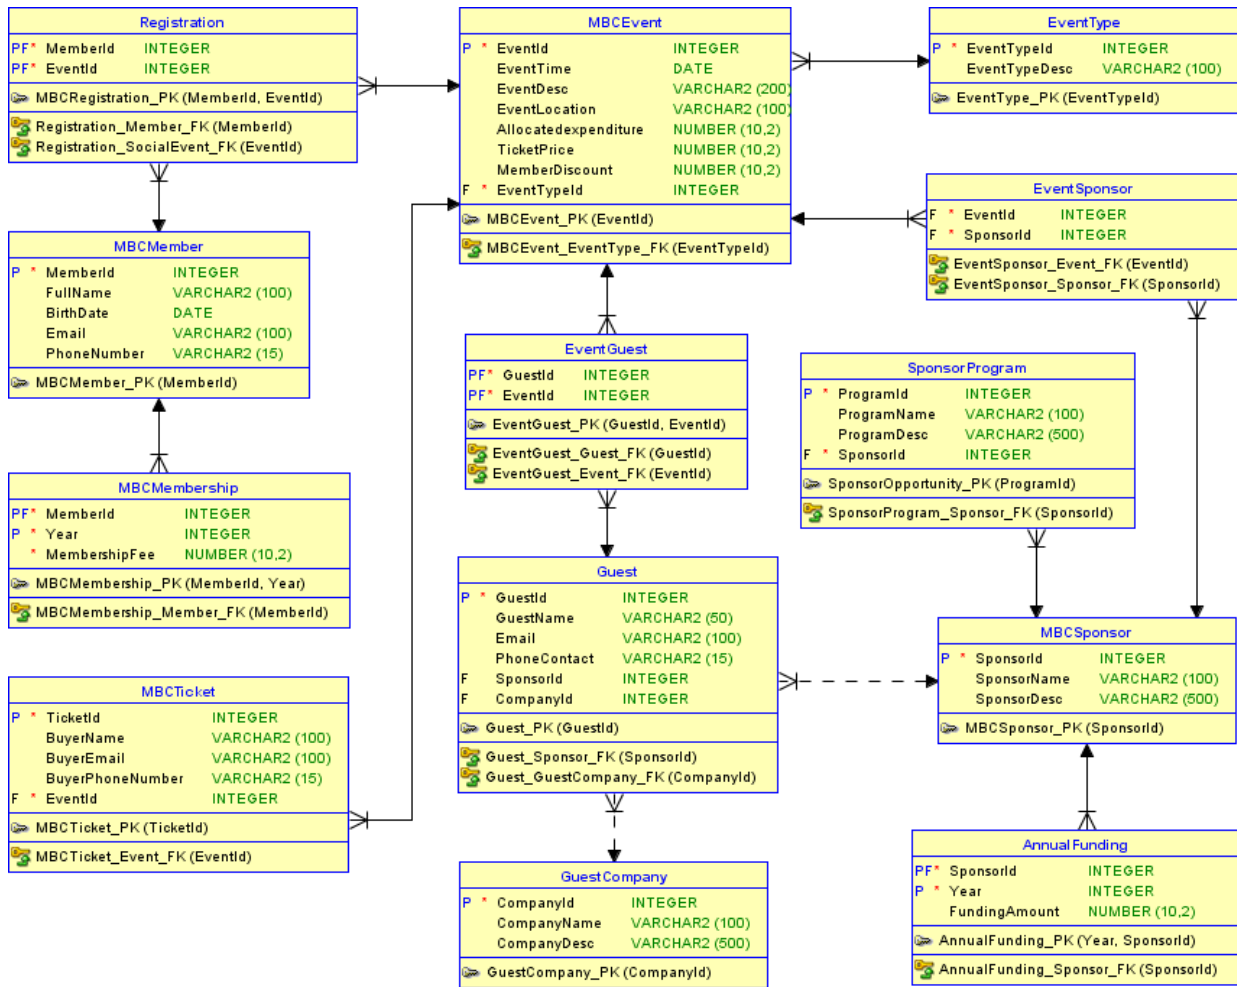 Registration
PF* MemberId INTEGER
PF* EventId INTEGER
MBCRegistration_PK (MemberId, EventId)
Registration_Member_FK (MemberId)
Registration_SocialEvent_FK (EventId)
MBCEvent
P * EventId INTEGER
EventTime DATE
EventDesc VARCHAR2 (200)
EventLocation VARCHAR2 (100)
Allocatedexpenditure NUMBER (10,2)
TicketPrice NUMBER (10,2)
MemberDiscount NUMBER (10,2)
F * EventTypeId INTEGER
MBCEvent_PK (EventId)
MBCEvent_EventType_FK (EventTypeId)
EventType
P * EventTypeId INTEGER
EventTypeDesc VARCHAR2 (100)
EventType_PK (EventTypeId)
EventSponsor
F * EventId INTEGER
F * SponsorId INTEGER
EventSponsor_Event_FK (EventId)
EventSponsor_Sponsor_FK (SponsorId)
MBCMember
P * MemberId INTEGER
FullName VARCHAR2 (100)
BirthDate DATE
Email VARCHAR2 (100)
PhoneNumber VARCHAR2 (15)
MBCMember_PK (MemberId)
EventGuest
PF* GuestId INTEGER
PF* EventId INTEGER
EventGuest_PK (GuestId, EventId)
EventGuest_Guest_FK (GuestId)
EventGuest_Event_FK (EventId)
SponsorProgram
P * ProgramId INTEGER
ProgramName VARCHAR2 (100)
ProgramDesc VARCHAR2 (500)
F * SponsorId INTEGER
SponsorOpportunity_PK (ProgramId)
SponsorProgram_Sponsor_FK (SponsorId)
MBCMembership
PF* MemberId INTEGER
P * Year INTEGER
* MembershipFee NUMBER (10,2)
MBCMembership_PK (MemberId, Year)
MBCMembership_Member_FK (MemberId)
Guest
P * GuestId INTEGER
GuestName VARCHAR2 (50)
Email VARCHAR2 (100)
PhoneContact VARCHAR2 (15)
F SponsorId INTEGER
F CompanyId INTEGER
Guest_PK (GuestId)
Guest_Sponsor_FK (SponsorId)
Guest_GuestCompany_FK (CompanyId)
MBCSponsor
P * SponsorId INTEGER
SponsorName VARCHAR2 (100)
SponsorDesc VARCHAR2 (500)
MBCSponsor_PK (SponsorId)
MBCTicket
P * TicketId INTEGER
BuyerName VARCHAR2 (100)
BuyerEmail VARCHAR2 (100)
BuyerPhoneNumber VARCHAR2 (15)
F * EventId INTEGER
MBCTicket_PK (TicketId)
MBCTicket_Event_FK (EventId)
GuestCompany
P * CompanyId INTEGER
CompanyName VARCHAR2 (100)
CompanyDesc VARCHAR2 (500)
GuestCompany_PK (CompanyId)
AnnualFunding
PF* SponsorId INTEGER
P * Year INTEGER
FundingAmount NUMBER (10,2)
AnnualFunding_PK (Year, SponsorId)
AnnualFunding_Sponsor_FK (SponsorId)